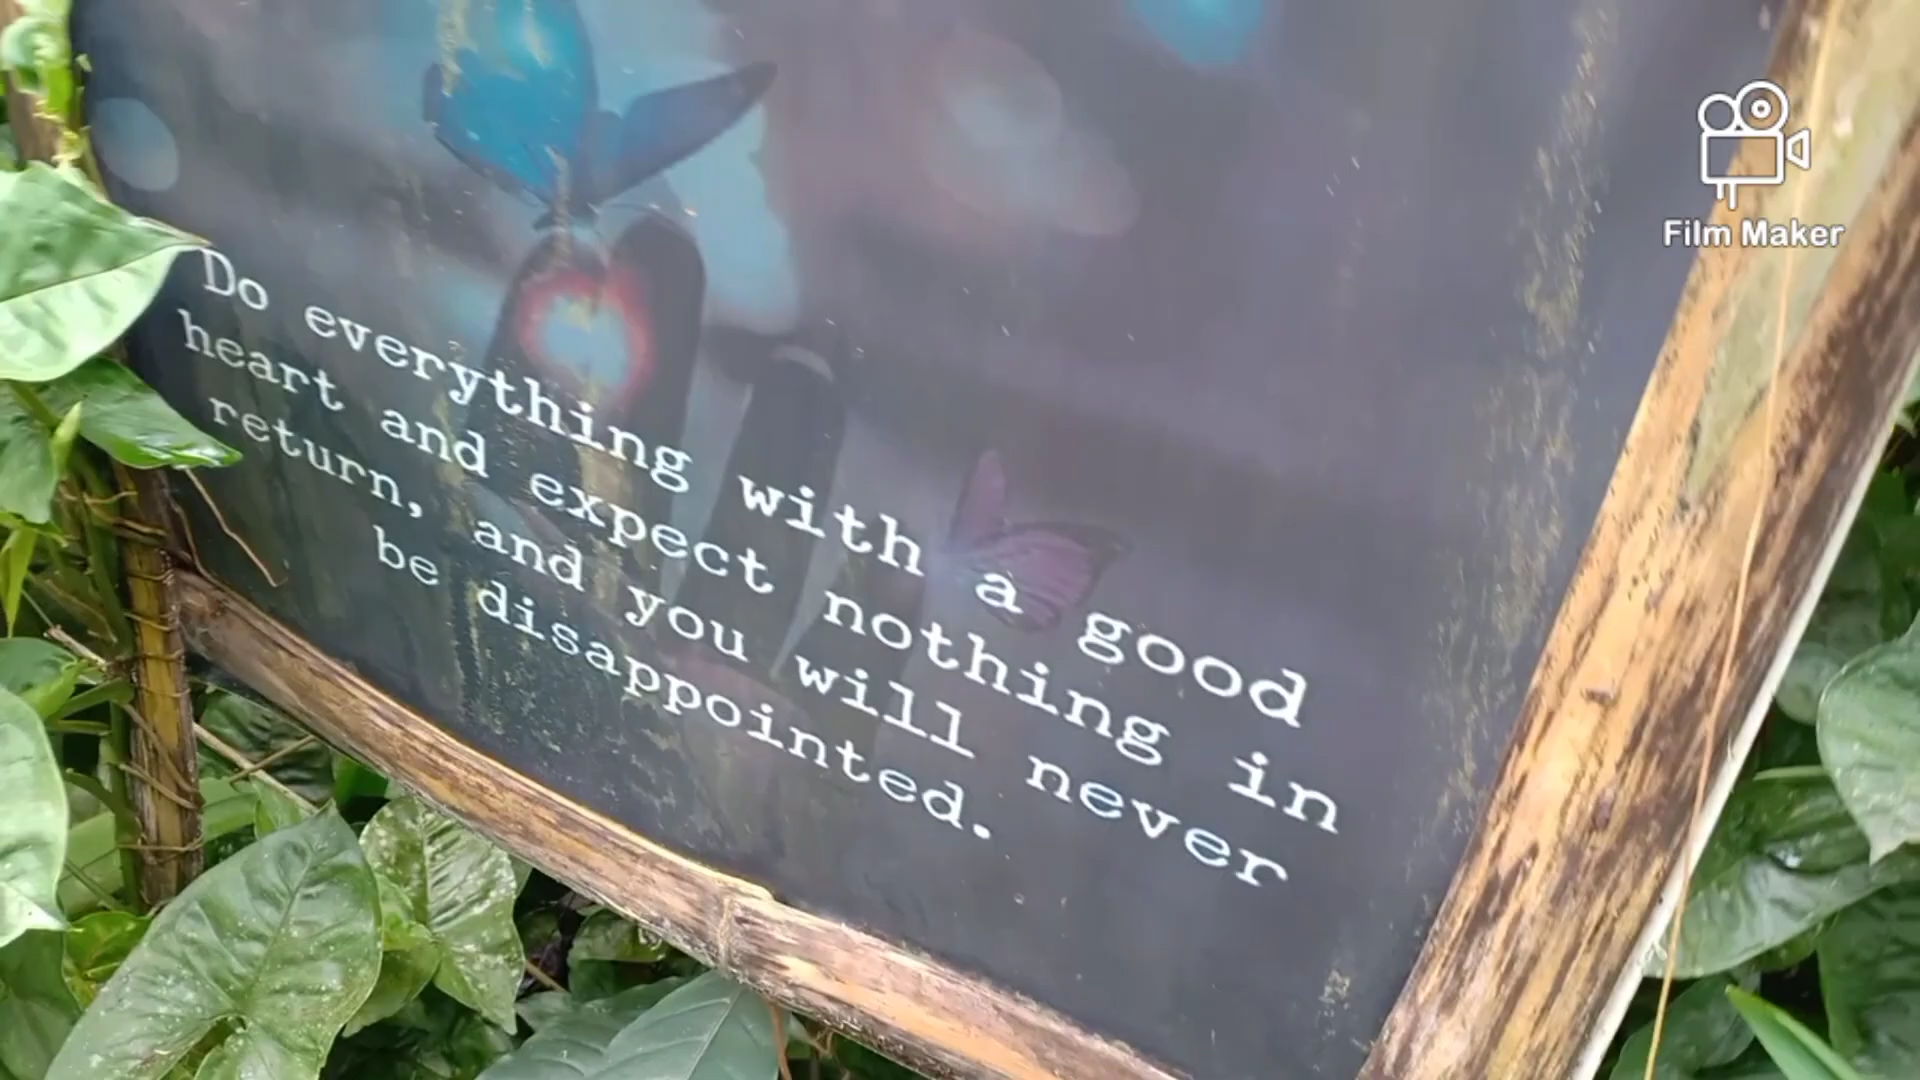 Do everything with a good
heart and expect nothing in
return, and you will never
be disappointed.
Film Maker